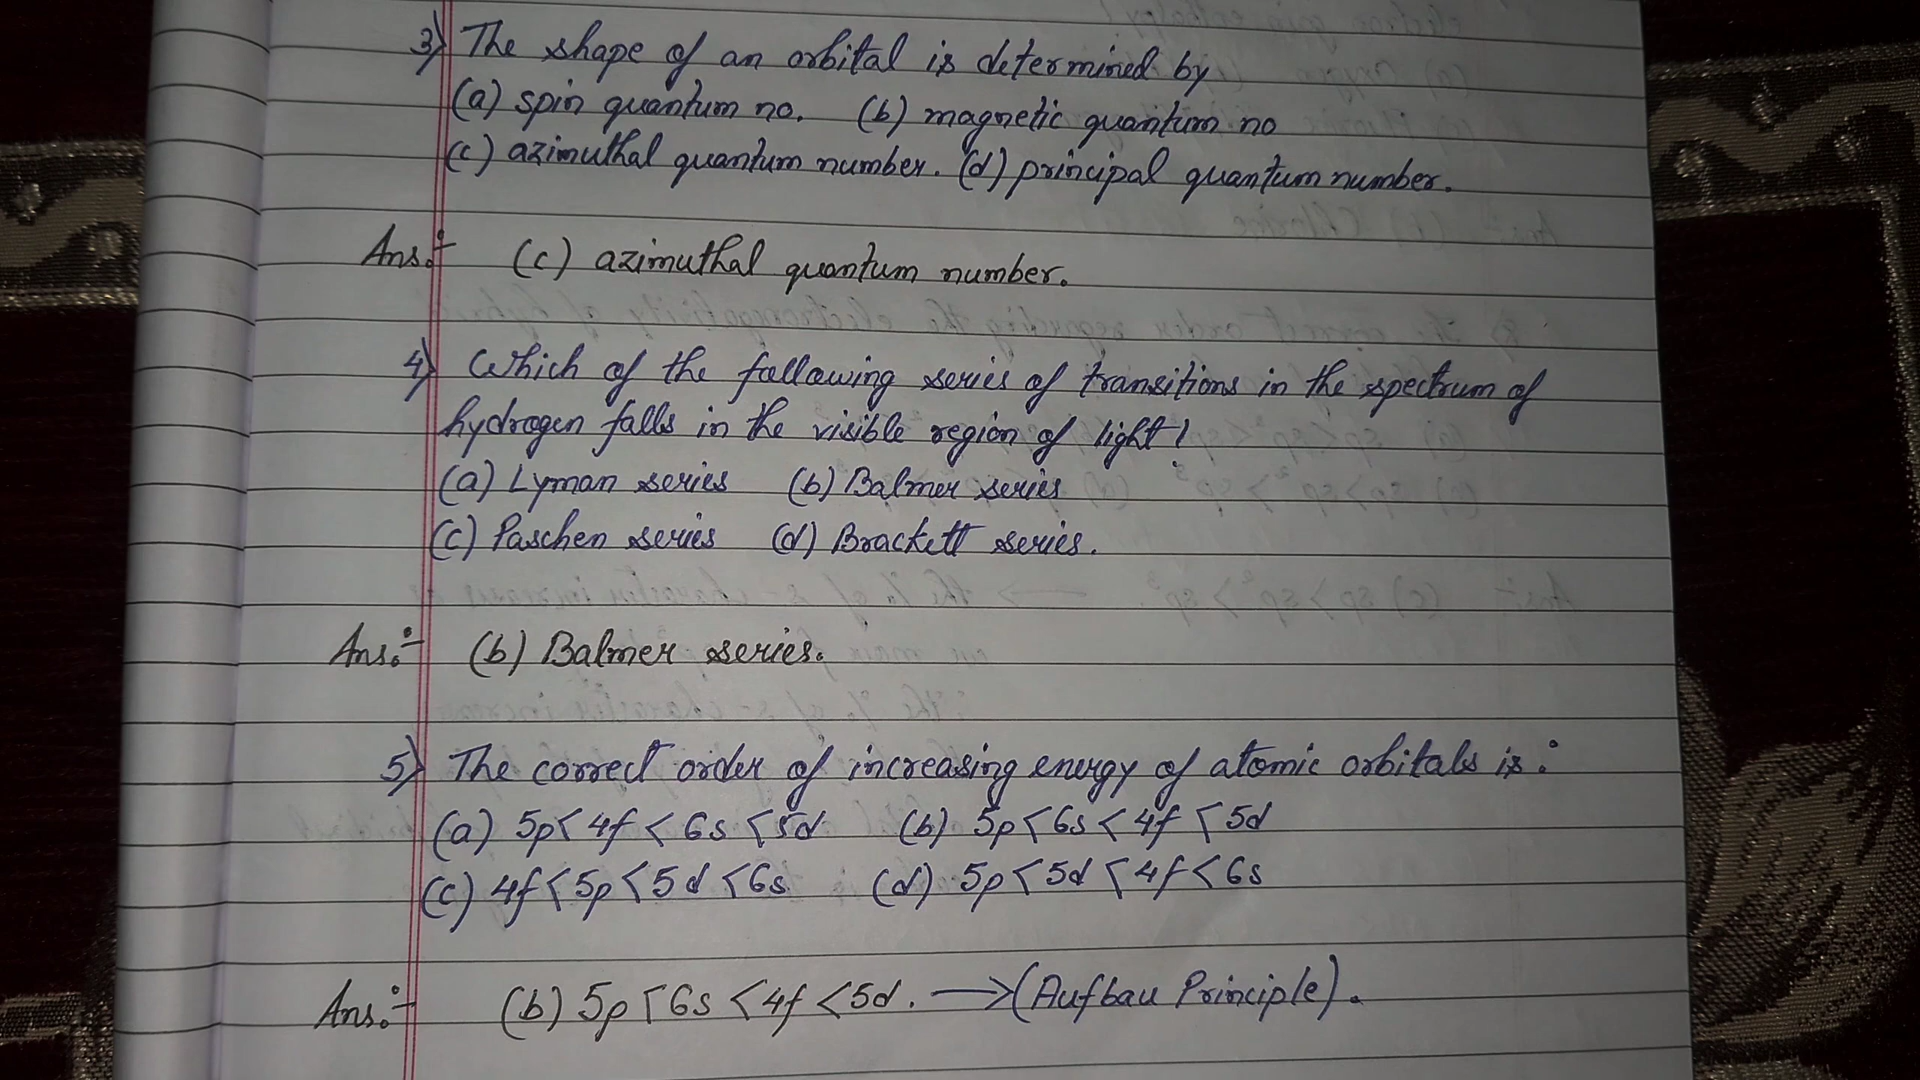 3) The shape of an orbital is determined by
(a) spin quantum no. (b) magnetic quantum no
(c) azimuthal quantum number. (d) principal quantum number.
Ans:- (c) azimuthal quantum number.
4) Which of the following series of transitions in the spectrum of
hydrogen falls in the visible region of light?
(a) Lyman series (b) Balmer series
(c) Paschen series (d) Brackett series.
Ans:- (b) Balmer series.
5) The correct order of increasing energy of atomic orbitals is:
(a) 5p < 4f < 6s < 5d (b) 5p < 6s < 4f < 5d
(c) 4f < 5p < 5d < 6s (d) 5p < 5d < 4f < 6s
Ans:- (b) 5p < 6s < 4f < 5d. → (Aufbau Principle).